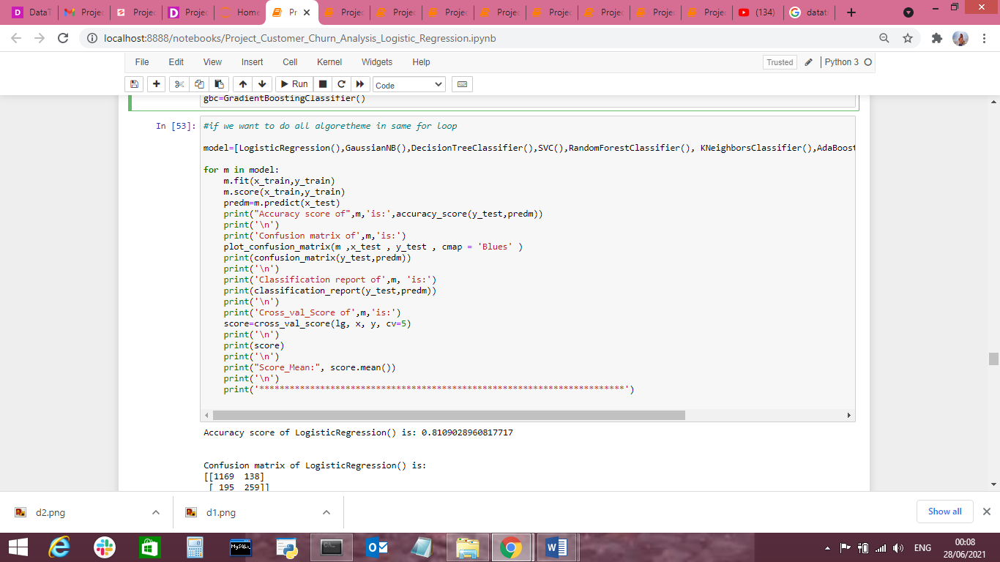 DataT
Projec
Projec
Projec
Home
Pr
Projec
Projec
Projec
Projec
Projec
Projec
Projec
Projec
(134)
datat
localhost:8888/notebooks/Project_Customer_Churn_Analysis_Logistic_Regression.ipynb
File Edit View Insert Cell Kernel Widgets Help Trusted Python 3
Run Code
gbc=GradientBoostingClassifier()
In [53]:
#if we want to do all algoretheme in same for loop
model=[LogisticRegression(),GaussianNB(),DecisionTreeClassifier(),SVC(),RandomForestClassifier(), KNeighborsClassifier(),AdaBoost
for m in model:
    m.fit(x_train,y_train)
    m.score(x_train,y_train)
    predm=m.predict(x_test)
    print("Accuracy score of",m,'is:',accuracy_score(y_test,predm))
    print('\n')
    print('Confusion matrix of',m,'is:')
    plot_confusion_matrix(m ,x_test , y_test , cmap = 'Blues' )
    print(confusion_matrix(y_test,predm))
    print('\n')
    print('Classification report of',m, 'is:')
    print(classification_report(y_test,predm))
    print('\n')
    print('Cross_val_Score of',m,'is:')
    score=cross_val_score(lg, x, y, cv=5)
    print('\n')
    print(score)
    print('\n')
    print("Score_Mean:", score.mean())
    print('\n')
    print('************************************************************************')
Accuracy score of LogisticRegression() is: 0.8109028960817717
Confusion matrix of LogisticRegression() is:
[[1169 138]
[ 195 259]]
d2.png
d1.png
Show all
MySQL
ENG
00:08
28/06/2021